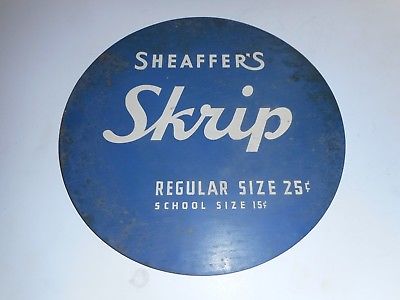 SHEAFFER'S
Skrip
REGULAR SIZE 25¢
SCHOOL SIZE 15¢